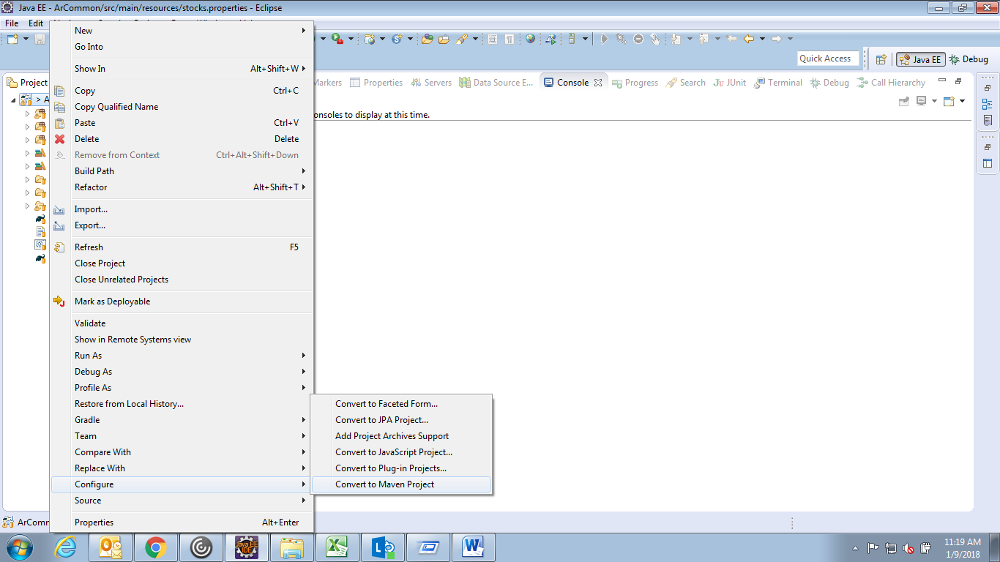 Java EE - ArCommon/src/main/resources/stocks.properties - Eclipse
File Edit
Quick Access
Java EE
Debug
Project
Markers
Properties
Servers
Data Source E...
Console
Progress
Search
JUnit
Terminal
Debug
Call Hierarchy
onsoles to display at this time.
> A
New
Go Into
Show In Alt+Shift+W
Copy Ctrl+C
Copy Qualified Name
Paste Ctrl+V
Delete Delete
Remove from Context Ctrl+Alt+Shift+Down
Build Path
Refactor Alt+Shift+T
Import...
Export...
Refresh F5
Close Project
Close Unrelated Projects
Mark as Deployable
Validate
Show in Remote Systems view
Run As
Debug As
Profile As
Restore from Local History...
Gradle
Team
Compare With
Replace With
Configure
Source
Properties Alt+Enter
Convert to Faceted Form...
Convert to JPA Project...
Add Project Archives Support
Convert to JavaScript Project...
Convert to Plug-in Projects...
Convert to Maven Project
ArComm
Java EE
IDE
11:19 AM
1/9/2018